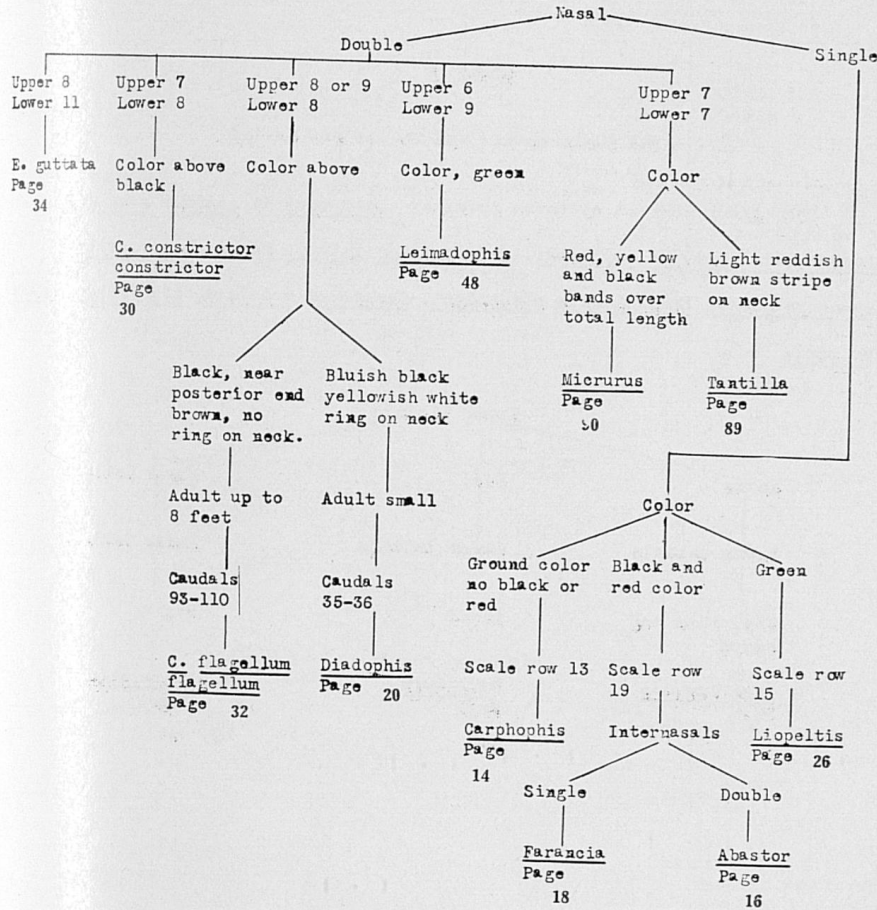 Nasal
Double
Single
Upper 8
Lower 11
E. guttata
Page
34
Upper 7
Lower 8
Color above
black
C. constrictor
constrictor
Page
30
Upper 8 or 9
Lower 8
Color above
Black, near
posterior end
brown, no
ring on neck.
Adult up to
8 feet
Caudals
93-110
C. flagellum
flagellum
Page 32
Bluish black
yellowish white
ring on neck
Adult small
Caudals
35-36
Diadophis
Page 20
Upper 6
Lower 9
Color, green
Leimadophis
Page 48
Upper 7
Lower 7
Color
Red, yellow
and black
bands over
total length
Micrurus
Page
Light reddish
brown stripe
on neck
Tantilla
Page
89
Color
Ground color
no black or
red
Scale row 13
Carphophis
Page
14
Black and
red color
Scale row
19
Internasals
Single
Farancia
Page
18
Double
Abastor
Page
16
Green
Scale row
15
Liopeltis
Page 26